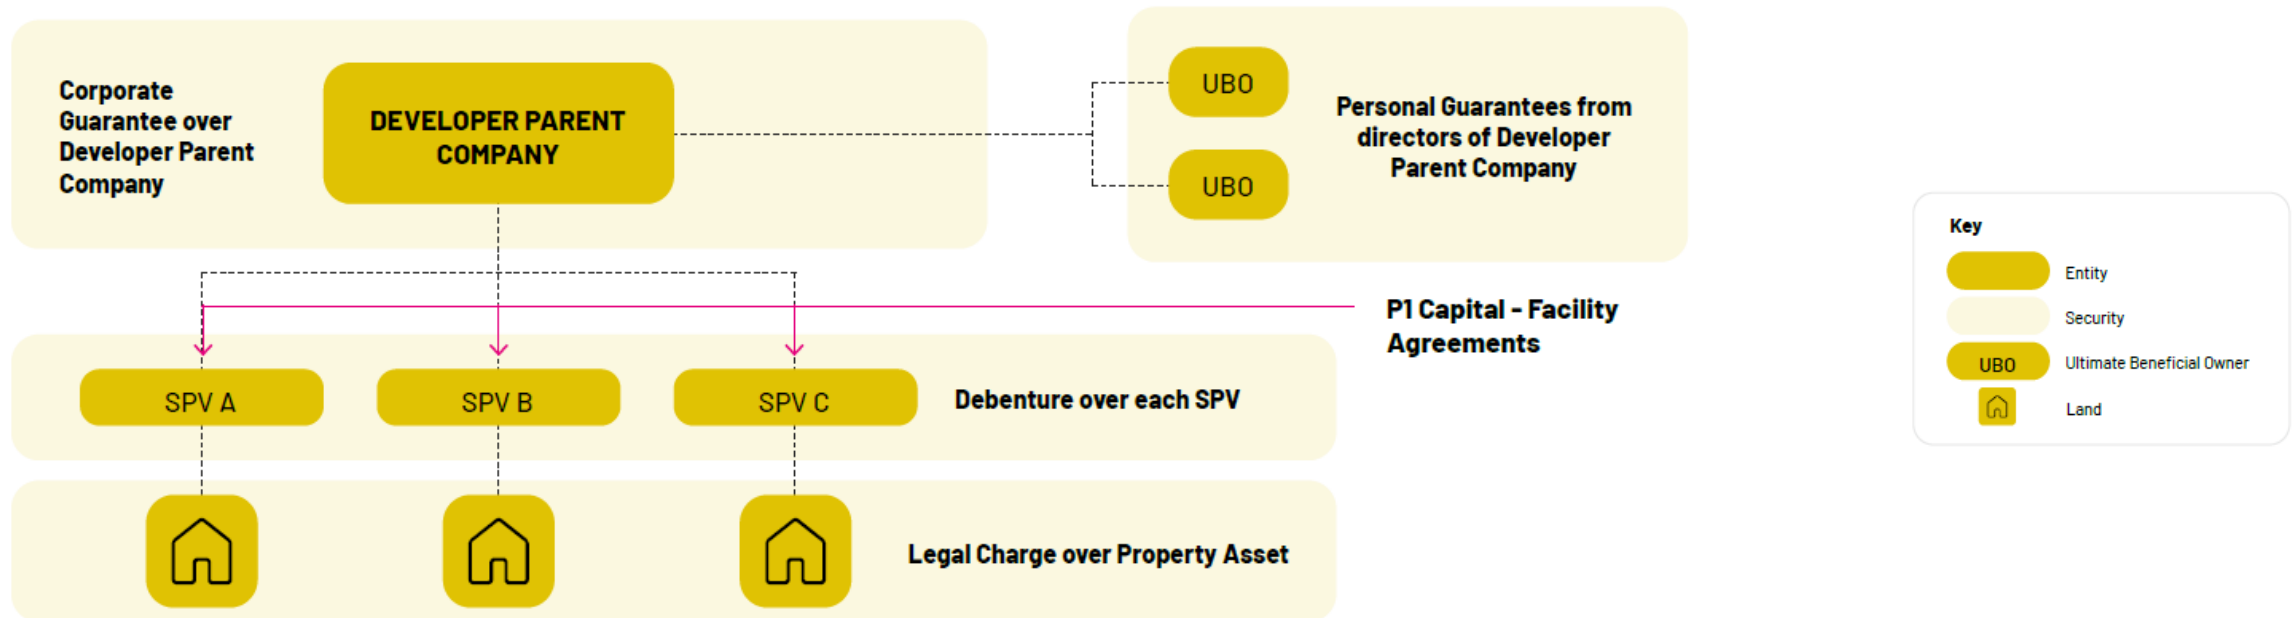 Corporate
Guarantee over
Developer Parent
Company
DEVELOPER PARENT
COMPANY
UBO
UBO
Personal Guarantees from
directors of Developer
Parent Company
P1 Capital - Facility
Agreements
SPV A
SPV B
SPV C
Debenture over each SPV
Legal Charge over Property Asset
Key
Entity
Security
UBO
Ultimate Beneficial Owner
Land